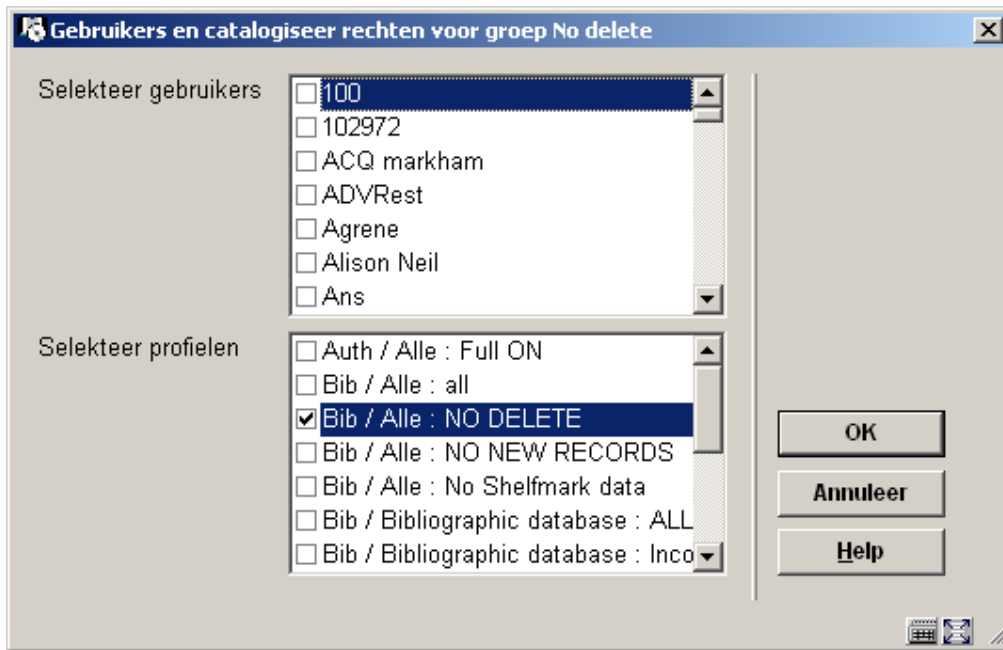 Gebruikers en catalogiseer rechten voor groep No delete
Selekteer gebruikers
100
102972
ACQ markham
ADVRest
Agrene
Alison Neil
Ans
Selekteer profielen
Auth / Alle : Full ON
Bib / Alle : all
Bib / Alle : NO DELETE
Bib / Alle : NO NEW RECORDS
Bib / Alle : No Shelfmark data
Bib / Bibliographic database : ALL
Bib / Bibliographic database : Inco
OK
Annuleer
Help